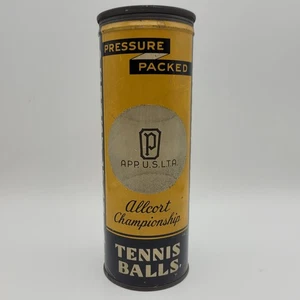 PRESSURE
PACKED
P
APP. U.S.L.T.A.
Allcort
Championship
TENNIS
BALLS